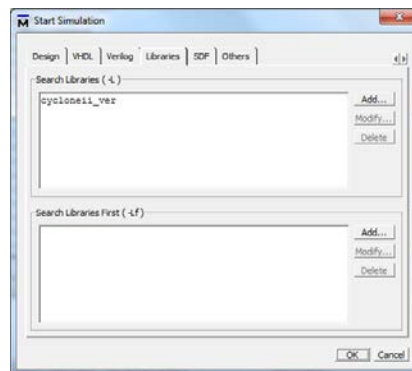 Start Simulation
Design VHDL Verilog Libraries SDF Others
Search Libraries ( -L )
cycloneii_ver
Add...
Modify...
Delete
Search Libraries First ( -Lf )
Add...
Modify...
Delete
OK Cancel